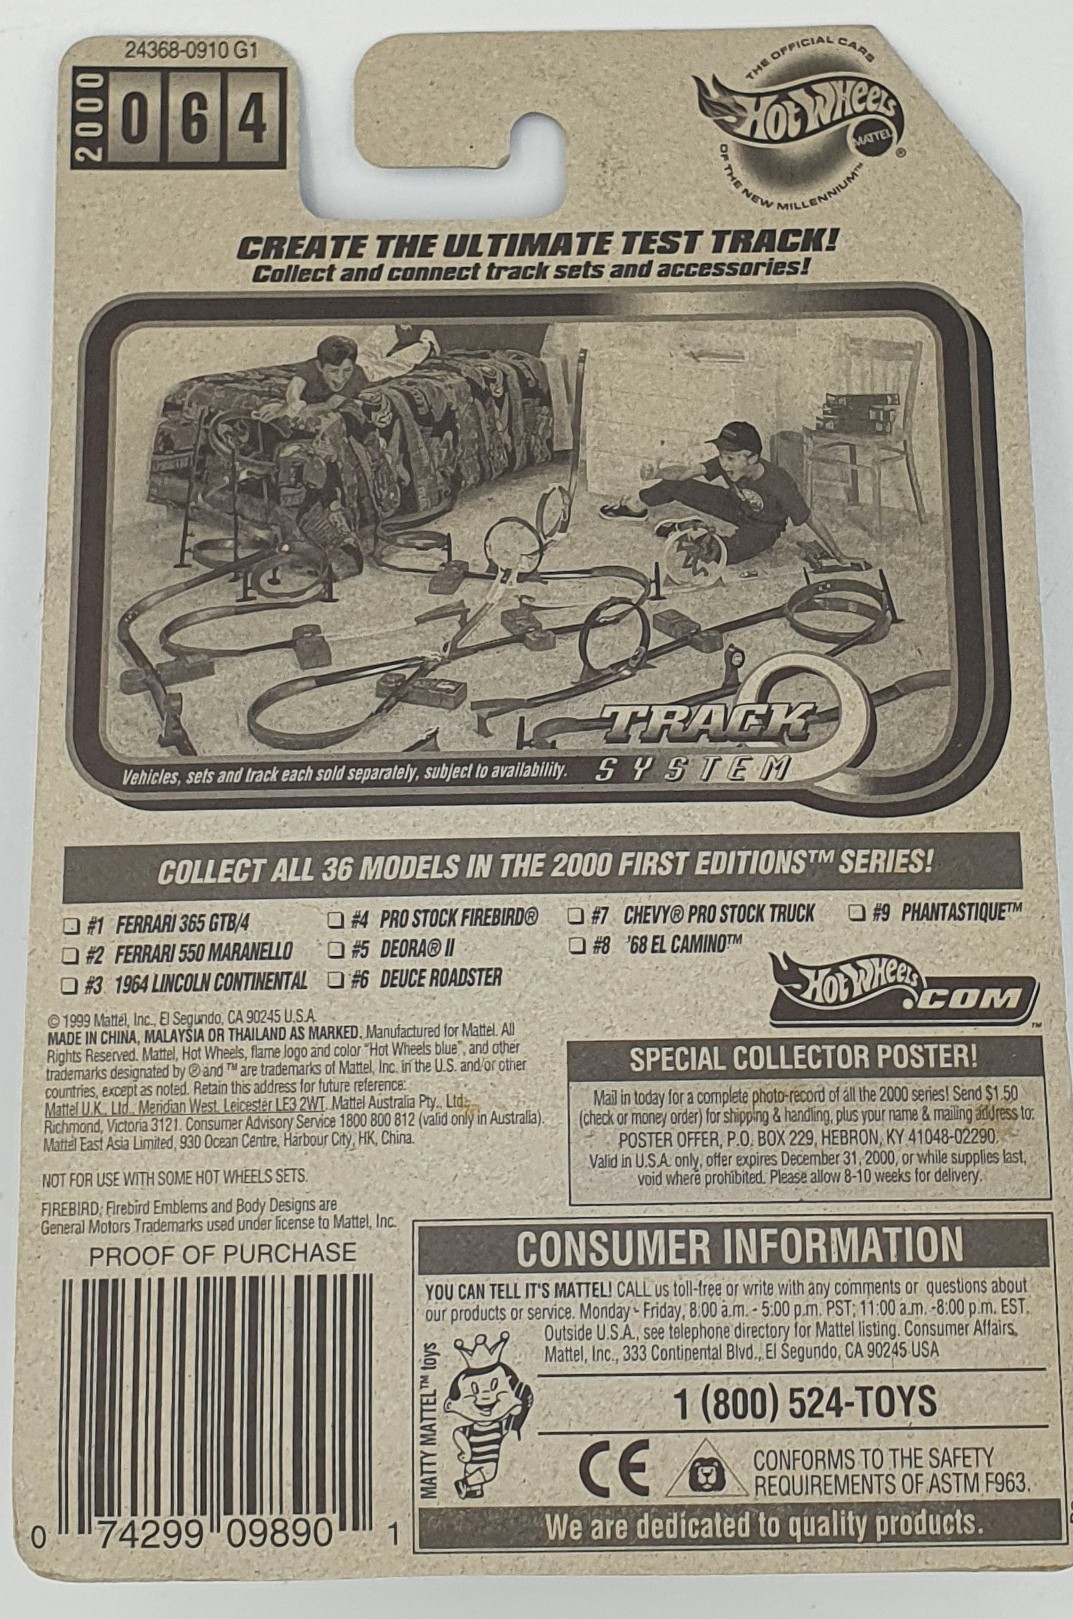 24368-0910 G1
2000
064
THE OFFICIAL CARS
HOT WHEELS
MATTEL
®
OF THE NEW MILLENNIUM™
CREATE THE ULTIMATE TEST TRACK!
Collect and connect track sets and accessories!
TRACK
SYSTEM
Vehicles, sets and track each sold separately, subject to availability.
COLLECT ALL 36 MODELS IN THE 2000 FIRST EDITIONS™ SERIES!
#1 FERRARI 365 GTB/4
#2 FERRARI 550 MARANELLO
#3 1964 LINCOLN CONTINENTAL
#4 PRO STOCK FIREBIRD®
#5 DEORA® II
#6 DEUCE ROADSTER
#7 CHEVY® PRO STOCK TRUCK
#8 '68 EL CAMINO™
#9 PHANTASTIQUE™
HOT WHEELS.COM™
© 1999 Mattel, Inc., El Segundo, CA 90245 U.S.A.
MADE IN CHINA, MALAYSIA OR THAILAND AS MARKED. Manufactured for Mattel. All
Rights Reserved. Mattel, Hot Wheels, flame logo and color "Hot Wheels blue", and other
trademarks designated by ® and ™ are trademarks of Mattel, Inc. in the U.S. and/or other
countries, except as noted. Retain this address for future reference:
Mattel U.K., Ltd., Meridian West, Leicester LE3 2WT. Mattel Australia Pty., Ltd.,
Richmond, Victoria 3121. Consumer Advisory Service 1800 800 812 (valid only in Australia).
Mattel East Asia Limited, 930 Ocean Centre, Harbour City, HK, China.
NOT FOR USE WITH SOME HOT WHEELS SETS.
FIREBIRD; Firebird Emblems and Body Designs are
General Motors Trademarks used under license to Mattel, Inc.
SPECIAL COLLECTOR POSTER!
Mail in today for a complete photo-record of all the 2000 series! Send $1.50
(check or money order) for shipping & handling, plus your name & mailing address to:
POSTER OFFER, P.O. BOX 229, HEBRON, KY 41048-02290.
Valid in U.S.A. only, offer expires December 31, 2000, or while supplies last,
void where prohibited. Please allow 8-10 weeks for delivery.
PROOF OF PURCHASE
0 74299 09890 1
CONSUMER INFORMATION
YOU CAN TELL IT'S MATTEL! CALL us toll-free or write with any comments or questions about
our products or service. Monday - Friday, 8:00 a.m. - 5:00 p.m. PST; 11:00 a.m. -8:00 p.m. EST.
Outside U.S.A., see telephone directory for Mattel listing. Consumer Affairs,
Mattel, Inc., 333 Continental Blvd., El Segundo, CA 90245 USA
MATTY MATTEL™ toys
1 (800) 524-TOYS
CE
CONFORMS TO THE SAFETY
REQUIREMENTS OF ASTM F963.
We are dedicated to quality products.